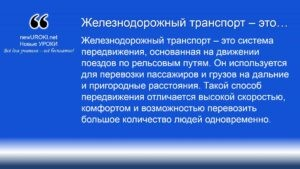 Железнодорожный транспорт – это…
newUROKI.net
Новые УРОКИ
Всё для учителя – всё бесплатно!
Железнодорожный транспорт – это система
передвижения, основанная на движении
поездов по рельсовым путям. Он используется
для перевозки пассажиров и грузов на дальние
и пригородные расстояния. Такой способ
передвижения отличается высокой скоростью,
комфортом и возможностью перевозить
большое количество людей одновременно.